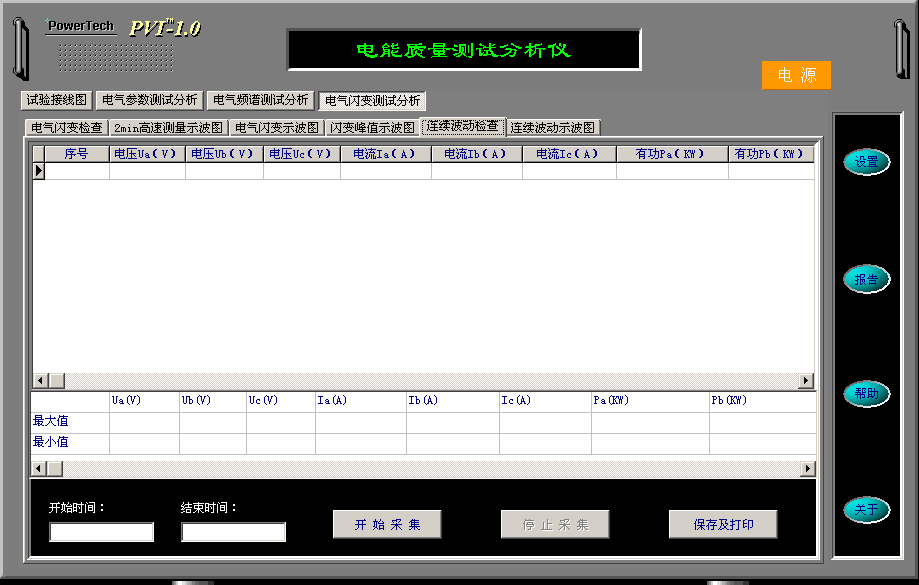 PowerTech PVI™-1.0
电能质量测试分析仪
电 源
试验接线图 电气参数测试分析 电气频谱测试分析 电气闪变测试分析
电气闪变检查 2min高速测量示波图 电气闪变示波图 闪变峰值示波图 连续波动检查 连续波动示波图
序号 电压Ua(V) 电压Ub(V) 电压Uc(V) 电流Ia(A) 电流Ib(A) 电流Ic(A) 有功Pa(KW) 有功Pb(KW)
设置
报告
帮助
关于
Ua(V) Ub(V) Uc(V) Ia(A) Ib(A) Ic(A) Pa(KW) Pb(KW)
最大值
最小值
开始时间： 结束时间：
开 始 采 集 停 止 采 集 保存及打印